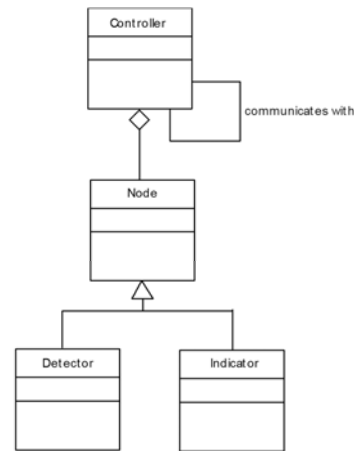 Controller
communicates with
Node
Detector
Indicator